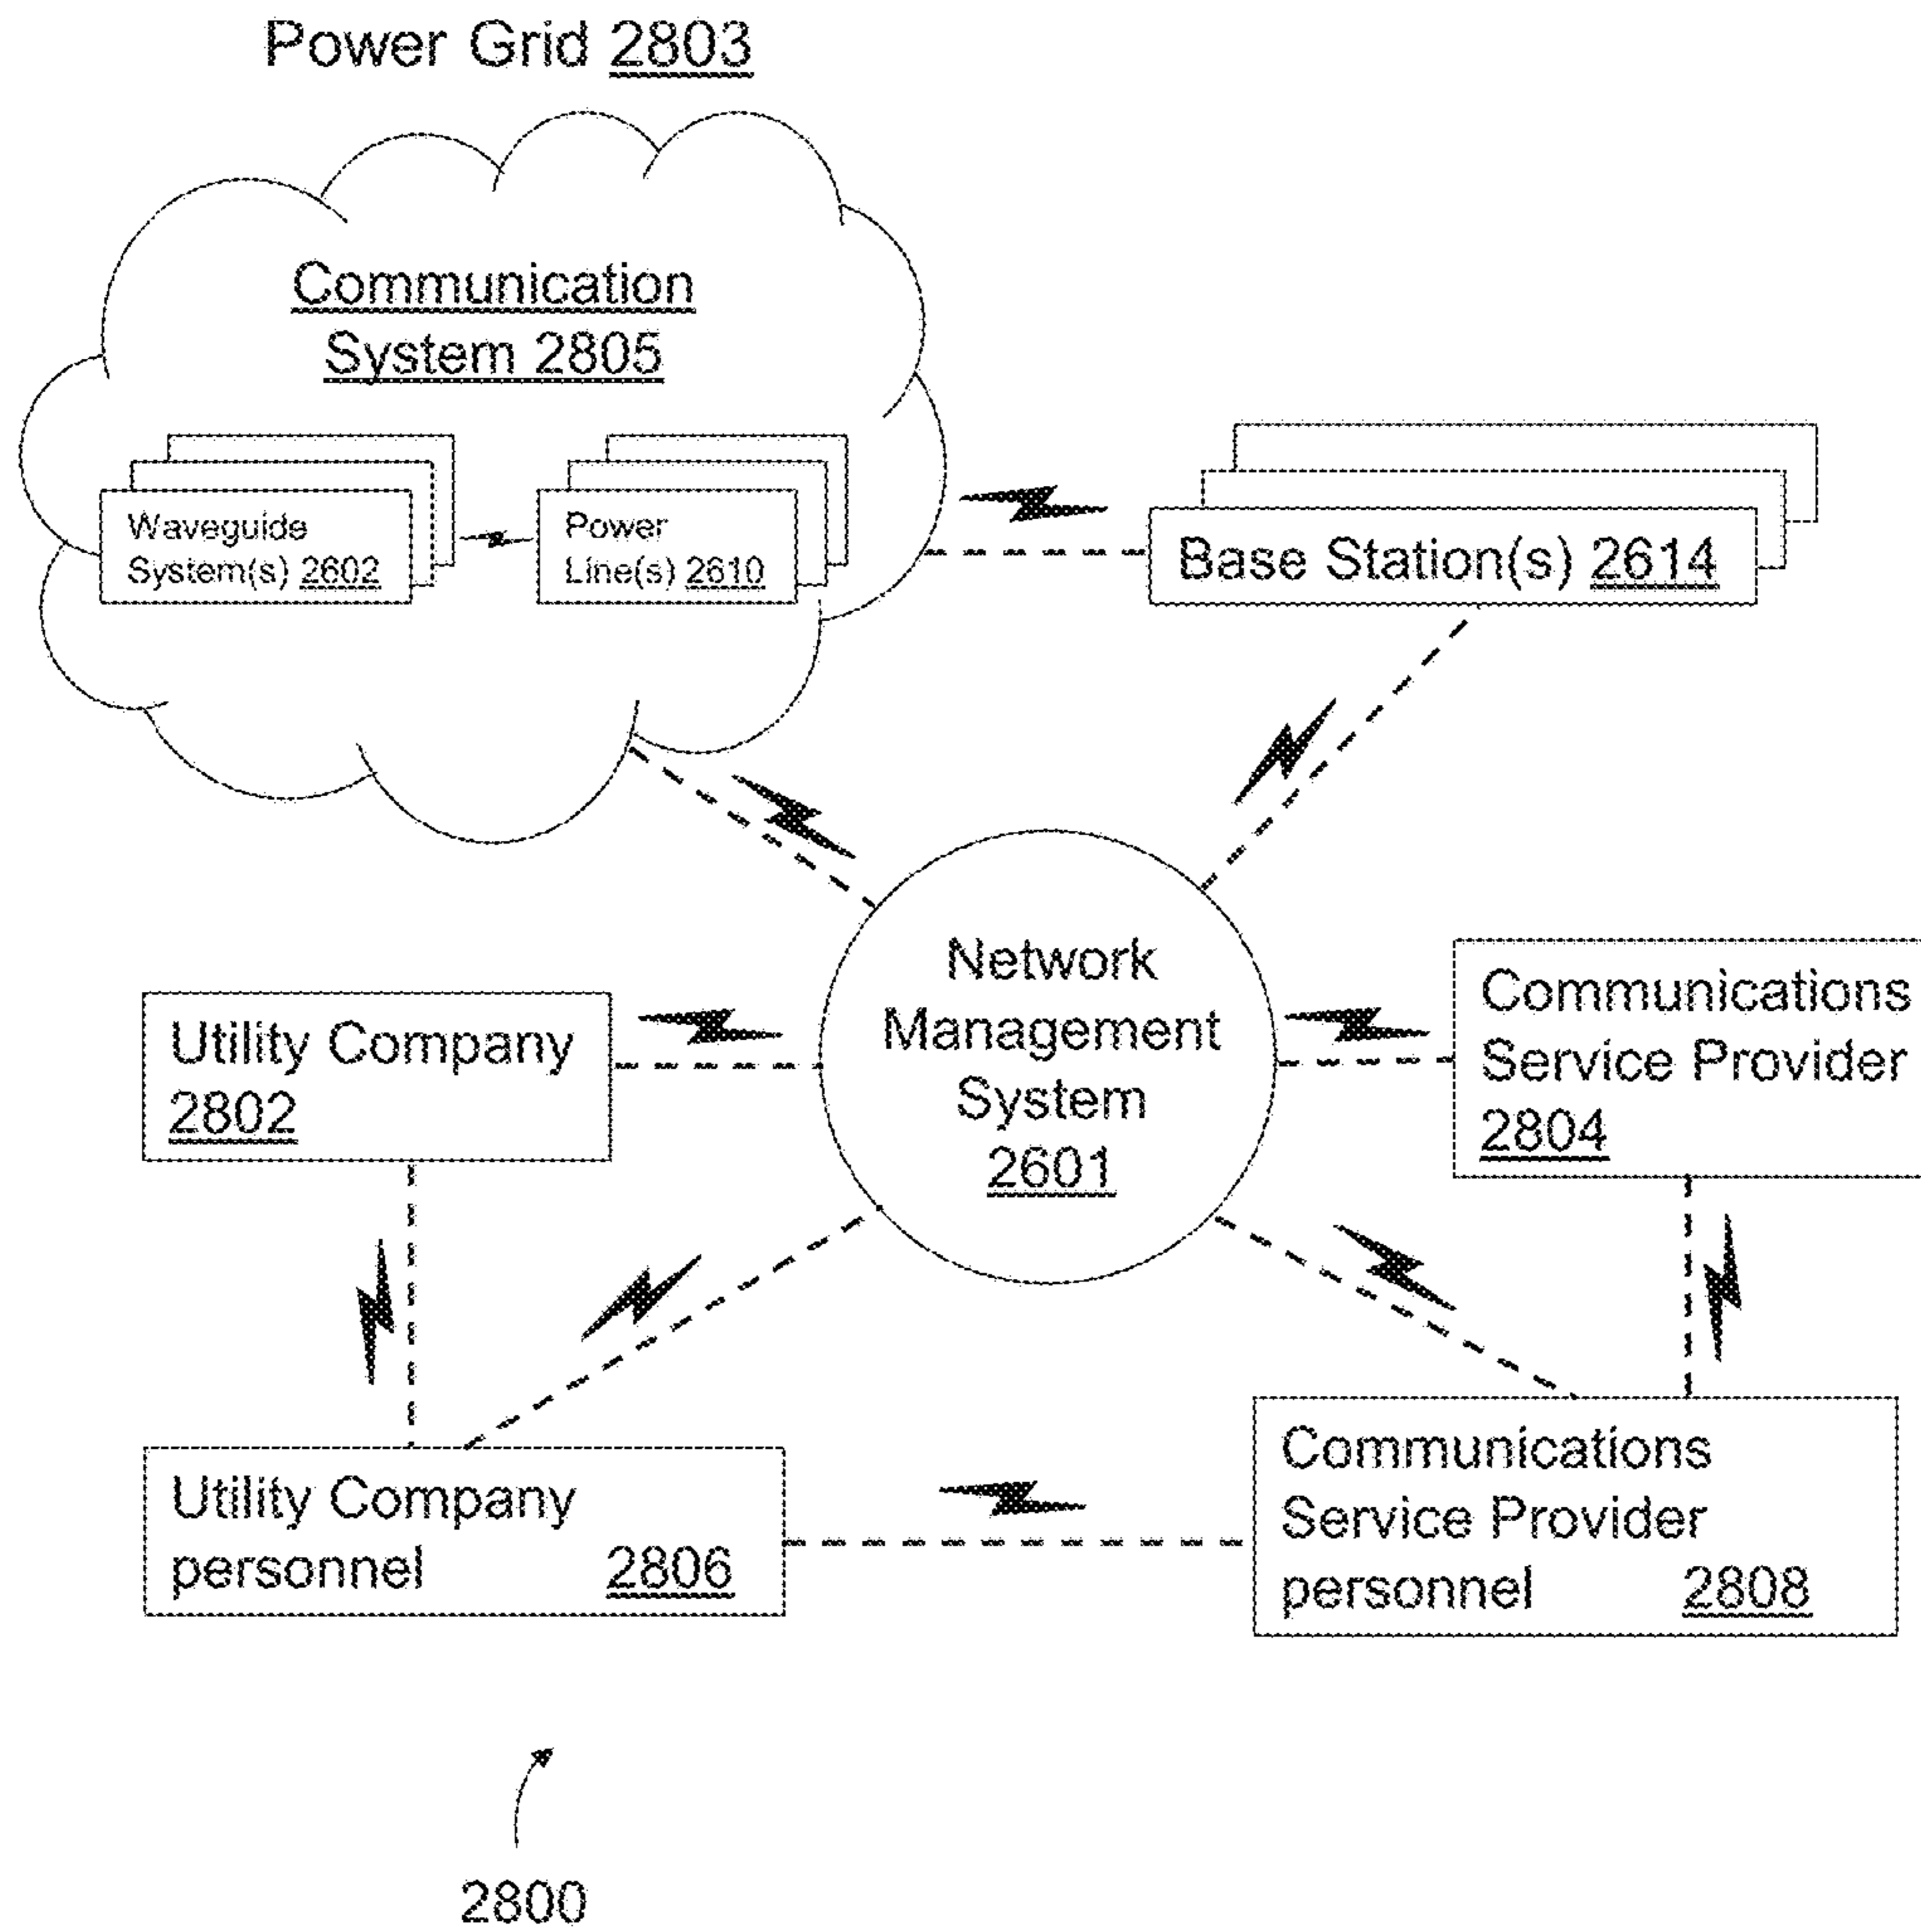 Power Grid 2803
Communication
System 2805
Waveguide
System(s) 2602
Power
Line(s) 2610
Base Station(s) 2614
Network
Management
System
2601
Utility Company
2802
Communications
Service Provider
2804
Utility Company
personnel 2806
Communications
Service Provider
personnel 2808
2800